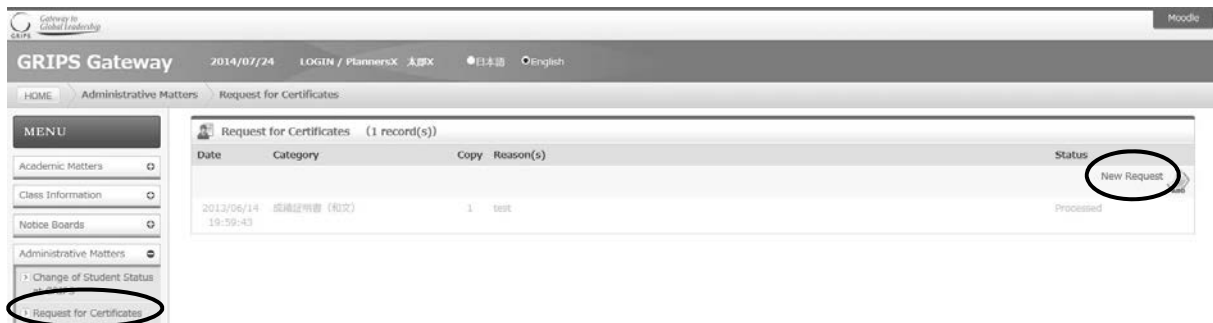 Gateway to
Global Leadership
GRIPS
Moodle
GRIPS Gateway 2014/07/24 LOGIN / PlannersX 太郎X 日本語 English
HOME Administrative Matters Request for Certificates
MENU
Request for Certificates (1 record(s))
Date Category Copy Reason(s) Status
Academic Matters
New Request
Class Information
2012/06/14 成績証明書（和文） 1 test Processed
19:59:43
Notice Boards
Administrative Matters
Change of Student Status
at GRIPS
Request for Certificates